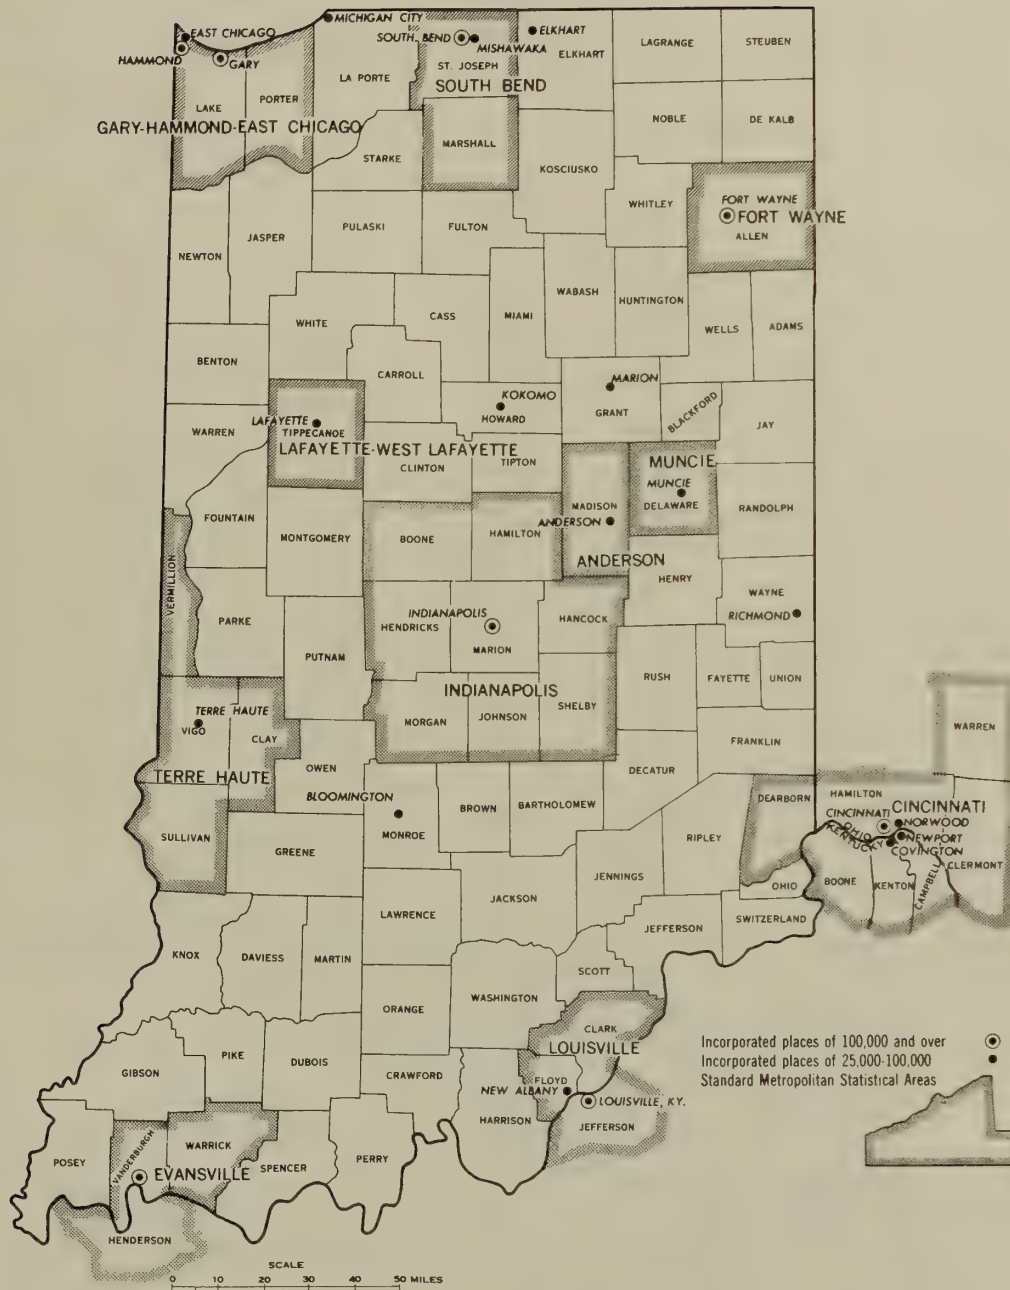 MICHIGAN CITY
EAST CHICAGO
SOUTH BEND
ELKHART
HAMMOND
GARY
MISHAWAKA
LAGRANGE
STEUBEN
ST. JOSEPH
ELKHART
LA PORTE
SOUTH BEND
LAKE
PORTER
GARY-HAMMOND-EAST CHICAGO
NOBLE
DE KALB
MARSHALL
STARKE
KOSCIUSKO
WHITLEY
FORT WAYNE
FORT WAYNE
ALLEN
JASPER
PULASKI
FULTON
NEWTON
WABASH
HUNTINGTON
WHITE
CASS
MIAMI
WELLS
ADAMS
BENTON
CARROLL
MARION
KOKOMO
HOWARD
GRANT
BLACKFORD
JAY
LAFAYETTE
TIPPECANOE
WARREN
LAFAYETTE-WEST LAFAYETTE
CLINTON
TIPTON
MUNCIE
MUNCIE
DELAWARE
MADISON
RANDOLPH
FOUNTAIN
ANDERSON
MONTGOMERY
BOONE
HAMILTON
ANDERSON
HENRY
VERMILLION
WAYNE
RICHMOND
PARKE
INDIANAPOLIS
HENDRICKS
HANCOCK
MARION
PUTNAM
RUSH
FAYETTE
UNION
INDIANAPOLIS
SHELBY
TERRE HAUTE
MORGAN
JOHNSON
VIGO
CLAY
WARREN
FRANKLIN
TERRE HAUTE
OWEN
DECATUR
BLOOMINGTON
DEARBORN
HAMILTON
CINCINNATI
CINCINNATI
NORWOOD
BROWN
BARTHOLOMEW
SULLIVAN
MONROE
RIPLEY
OHIO
KENTUCKY
NEWPORT
COVINGTON
GREENE
CLERMONT
JENNINGS
OHIO
BOONE
KENTON
CAMPBELL
JACKSON
LAWRENCE
JEFFERSON
SWITZERLAND
KNOX
DAVIESS
MARTIN
SCOTT
WASHINGTON
ORANGE
CLARK
LOUISVILLE
Incorporated places of 100,000 and over
Incorporated places of 25,000-100,000
Standard Metropolitan Statistical Areas
PIKE
DUBOIS
GIBSON
CRAWFORD
FLOYD
NEW ALBANY
LOUISVILLE, KY.
HARRISON
JEFFERSON
VANDERBURGH
WARRICK
POSEY
EVANSVILLE
SPENCER
PERRY
HENDERSON
SCALE
0 10 20 30 40 50 MILES